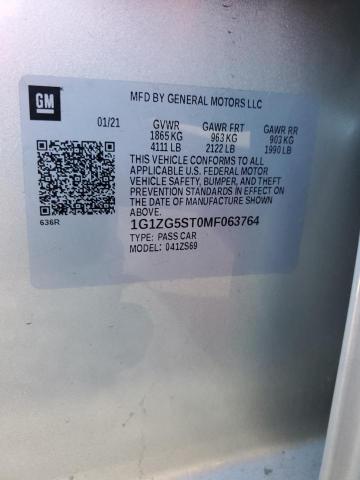 GM
MFD BY GENERAL MOTORS LLC
01/21 GVWR GAWR FRT GAWR RR
1865 KG 963 KG 903 KG
4111 LB 2122 LB 1990 LB
THIS VEHICLE CONFORMS TO ALL
APPLICABLE U.S. FEDERAL MOTOR
VEHICLE SAFETY, BUMPER, AND THEFT
PREVENTION STANDARDS IN EFFECT ON
THE DATE OF MANUFACTURE SHOWN
ABOVE.
1G1ZG5ST0MF063764
TYPE: PASS CAR
MODEL: 041ZS69
636R